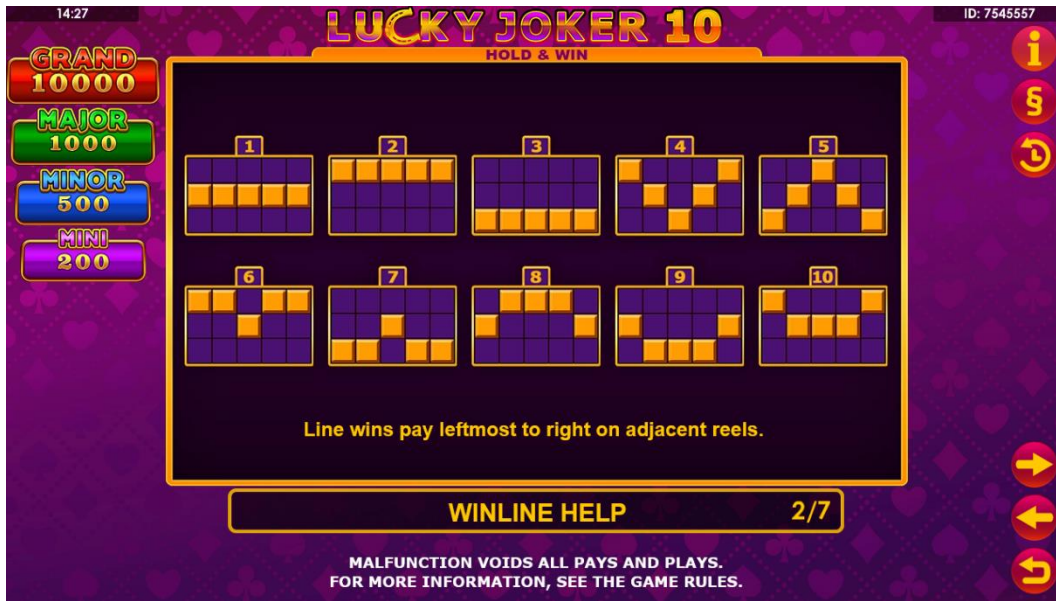 14:27
ID: 7545557
LUCKY JOKER 10
HOLD & WIN
GRAND
10000
MAJOR
1000
MINOR
500
MINI
200
i
§
1 2 3 4 5
6 7 8 9 10
Line wins pay leftmost to right on adjacent reels.
WINLINE HELP 2/7
MALFUNCTION VOIDS ALL PAYS AND PLAYS.
FOR MORE INFORMATION, SEE THE GAME RULES.